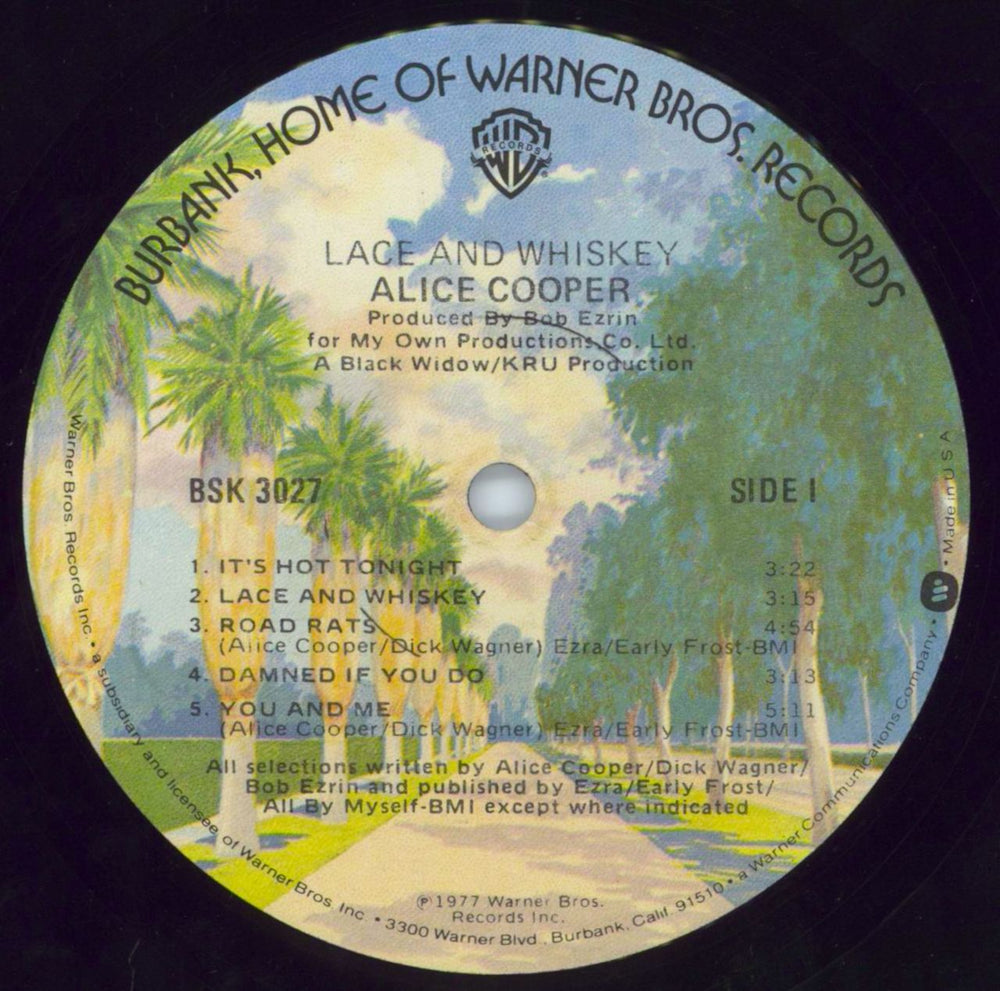 BURBANK, HOME OF WARNER BROS. RECORDS
W
RECORDS
LACE AND WHISKEY
ALICE COOPER
Produced By Bob Ezrin
for My Own Productions Co. Ltd.
A Black Widow/KRU Production
BSK 3027
SIDE I
1. IT'S HOT TONIGHT 3:22
2. LACE AND WHISKEY 3:15
3. ROAD RATS 4:54
(Alice Cooper/Dick Wagner) Ezra/Early Frost-BMI
4. DAMNED IF YOU DO 3:13
5. YOU AND ME 5:11
(Alice Cooper/Dick Wagner) Ezra/Early Frost-BMI
All selections written by Alice Cooper/Dick Wagner/
Bob Ezrin and published by Ezra/Early Frost/
All By Myself-BMI except where indicated
℗1977 Warner Bros.
Records Inc.
Warner Bros. Records Inc. • a subsidiary and licensee of Warner Bros. Inc. • 3300 Warner Blvd., Burbank, Calif. 91510 • a Warner Communications Company • Made in U S A